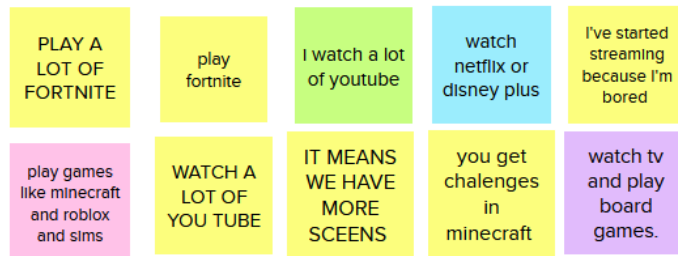 PLAY A
LOT OF
FORTNITE
play
fortnite
I watch a lot
of youtube
watch
netflix or
disney plus
I've started
streaming
because I'm
bored
play games
like minecraft
and roblox
and sims
WATCH A
LOT OF
YOU TUBE
IT MEANS
WE HAVE
MORE
SCEENS
you get
chalenges
in
minecraft
watch tv
and play
board
games.